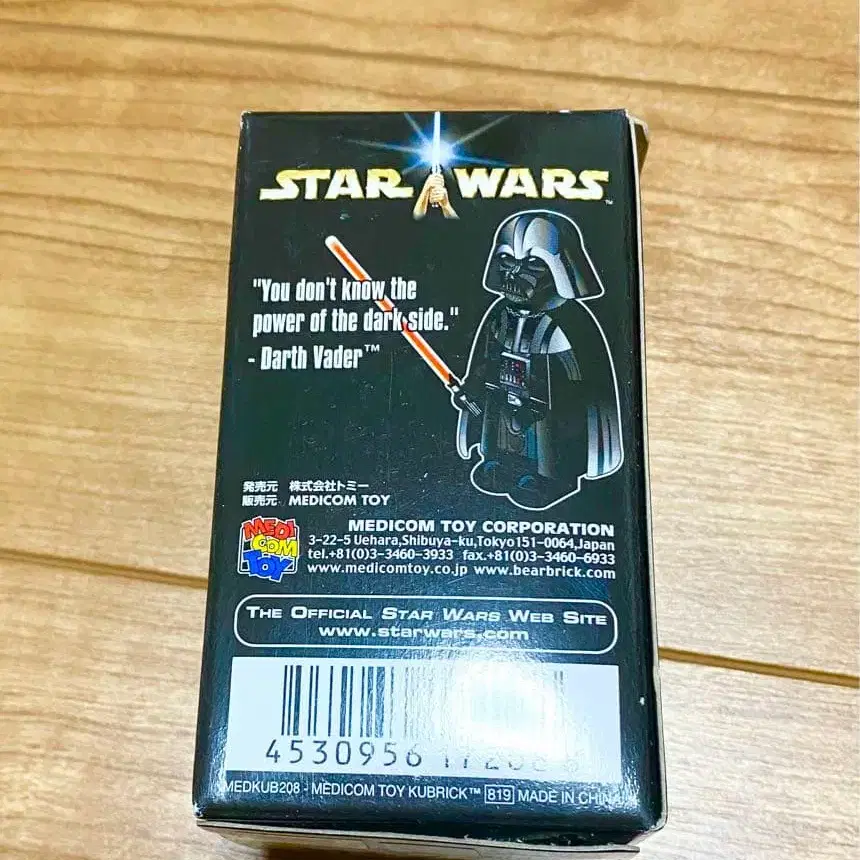 STAR WARS™
"You don't know the
power of the dark side."
- Darth Vader™
発売元 株式会社トミー
販売元 MEDICOM TOY
MEDI
COM
TOY
MEDICOM TOY CORPORATION
3-22-5 Uehara,Shibuya-ku,Tokyo151-0064,Japan
tel.+81(0)3-3460-3933 fax.+81(0)3-3460-6933
www.medicomtoy.co.jp www.bearbrick.com
THE OFFICIAL STAR WARS WEB SITE
www.starwars.com
4530956
MEDKUB208 - MEDICOM TOY KUBRICK™ 819 MADE IN CHINA